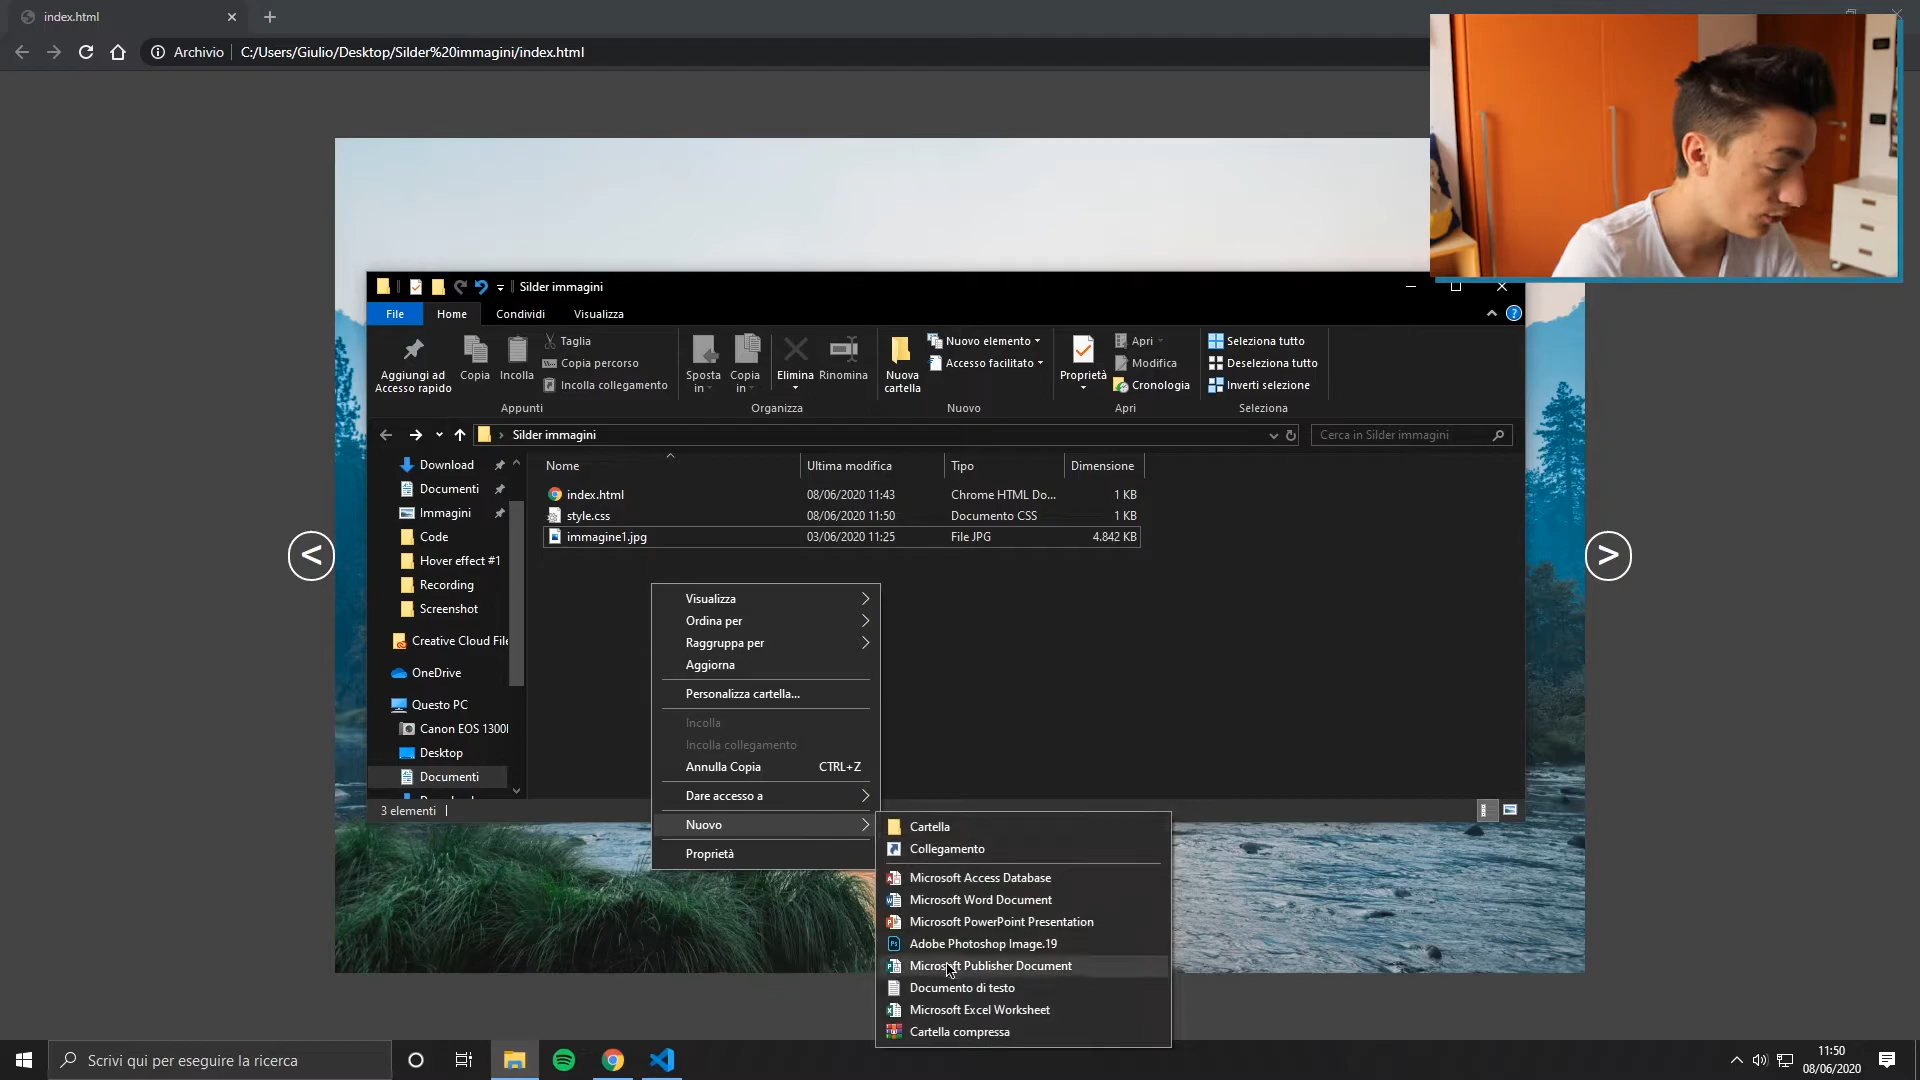 index.html
Archivio
C:/Users/Giulio/Desktop/Silder%20immagini/index.html
Silder immagini
File
Home
Condividi
Visualizza
Aggiungi ad
Accesso rapido
Copia
Incolla
Taglia
Copia percorso
Incolla collegamento
Appunti
Sposta
in
Copia
in
Elimina
Rinomina
Organizza
Nuova
cartella
Nuovo elemento
Accesso facilitato
Nuovo
Proprietà
Apri
Modifica
Cronologia
Apri
Seleziona tutto
Deseleziona tutto
Inverti selezione
Seleziona
Silder immagini
Cerca in Silder immagini
Download
Documenti
Immagini
Code
Hover effect #1
Recording
Screenshot
Creative Cloud File
OneDrive
Questo PC
Canon EOS 1300
Desktop
Documenti
Nome
Ultima modifica
Tipo
Dimensione
index.html
08/06/2020 11:43
Chrome HTML Do...
1 KB
style.css
08/06/2020 11:50
Documento CSS
1 KB
immagine1.jpg
03/06/2020 11:25
File JPG
4.842 KB
<
>
Visualizza
Ordina per
Raggruppa per
Aggiorna
Personalizza cartella...
Incolla
Incolla collegamento
Annulla Copia CTRL+Z
Dare accesso a
Nuovo
Proprietà
3 elementi
Cartella
Collegamento
Microsoft Access Database
Microsoft Word Document
Microsoft PowerPoint Presentation
Adobe Photoshop Image.19
Microsoft Publisher Document
Documento di testo
Microsoft Excel Worksheet
Cartella compressa
Scrivi qui per eseguire la ricerca
11:50
08/06/2020